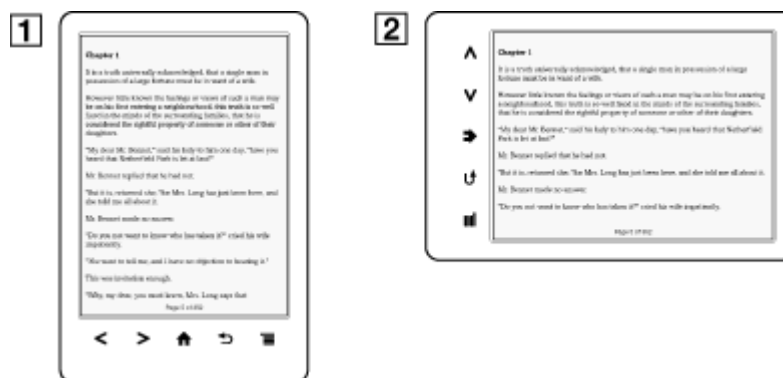 1
Chapter 1
It is a truth universally acknowledged, that a single man in
possession of a large fortune must be in want of a wife.
However little known the feelings or views of such a man may
be on his first entering a neighbourhood, this truth is so well
fixed in the minds of the surrounding families, that he is
considered the rightful property of someone or other of their
daughters.
"My dear Mr. Bennet," said his lady to him one day, "have you
heard that Netherfield Park is let at last?"
Mr. Bennet replied that he had not.
"But it is, returned she; "for Mrs. Long has just been here, and
she told me all about it.
Mr. Bennet made no answer.
"Do you not want to know who has taken it?" cried his wife
impatiently.
"You want to tell me, and I have no objection to hearing it."
This was invitation enough.
"Why, my dear, you must know, Mrs. Long says that
Page of
2
Chapter 1
It is a truth universally acknowledged, that a single man in possession of a large
fortune must be in want of a wife.
However little known the feelings or views of such a man may be on his first entering
a neighbourhood, this truth is so well fixed in the minds of the surrounding families,
that he is considered the rightful property of someone or other of their daughters.
"My dear Mr. Bennet," said his lady to him one day, "have you heard that Netherfield
Park is let at last?"
Mr. Bennet replied that he had not.
"But it is, returned she; "for Mrs. Long has just been here, and she told me all about it.
Mr. Bennet made no answer.
"Do you not want to know who has taken it?" cried his wife impatiently.
Page of